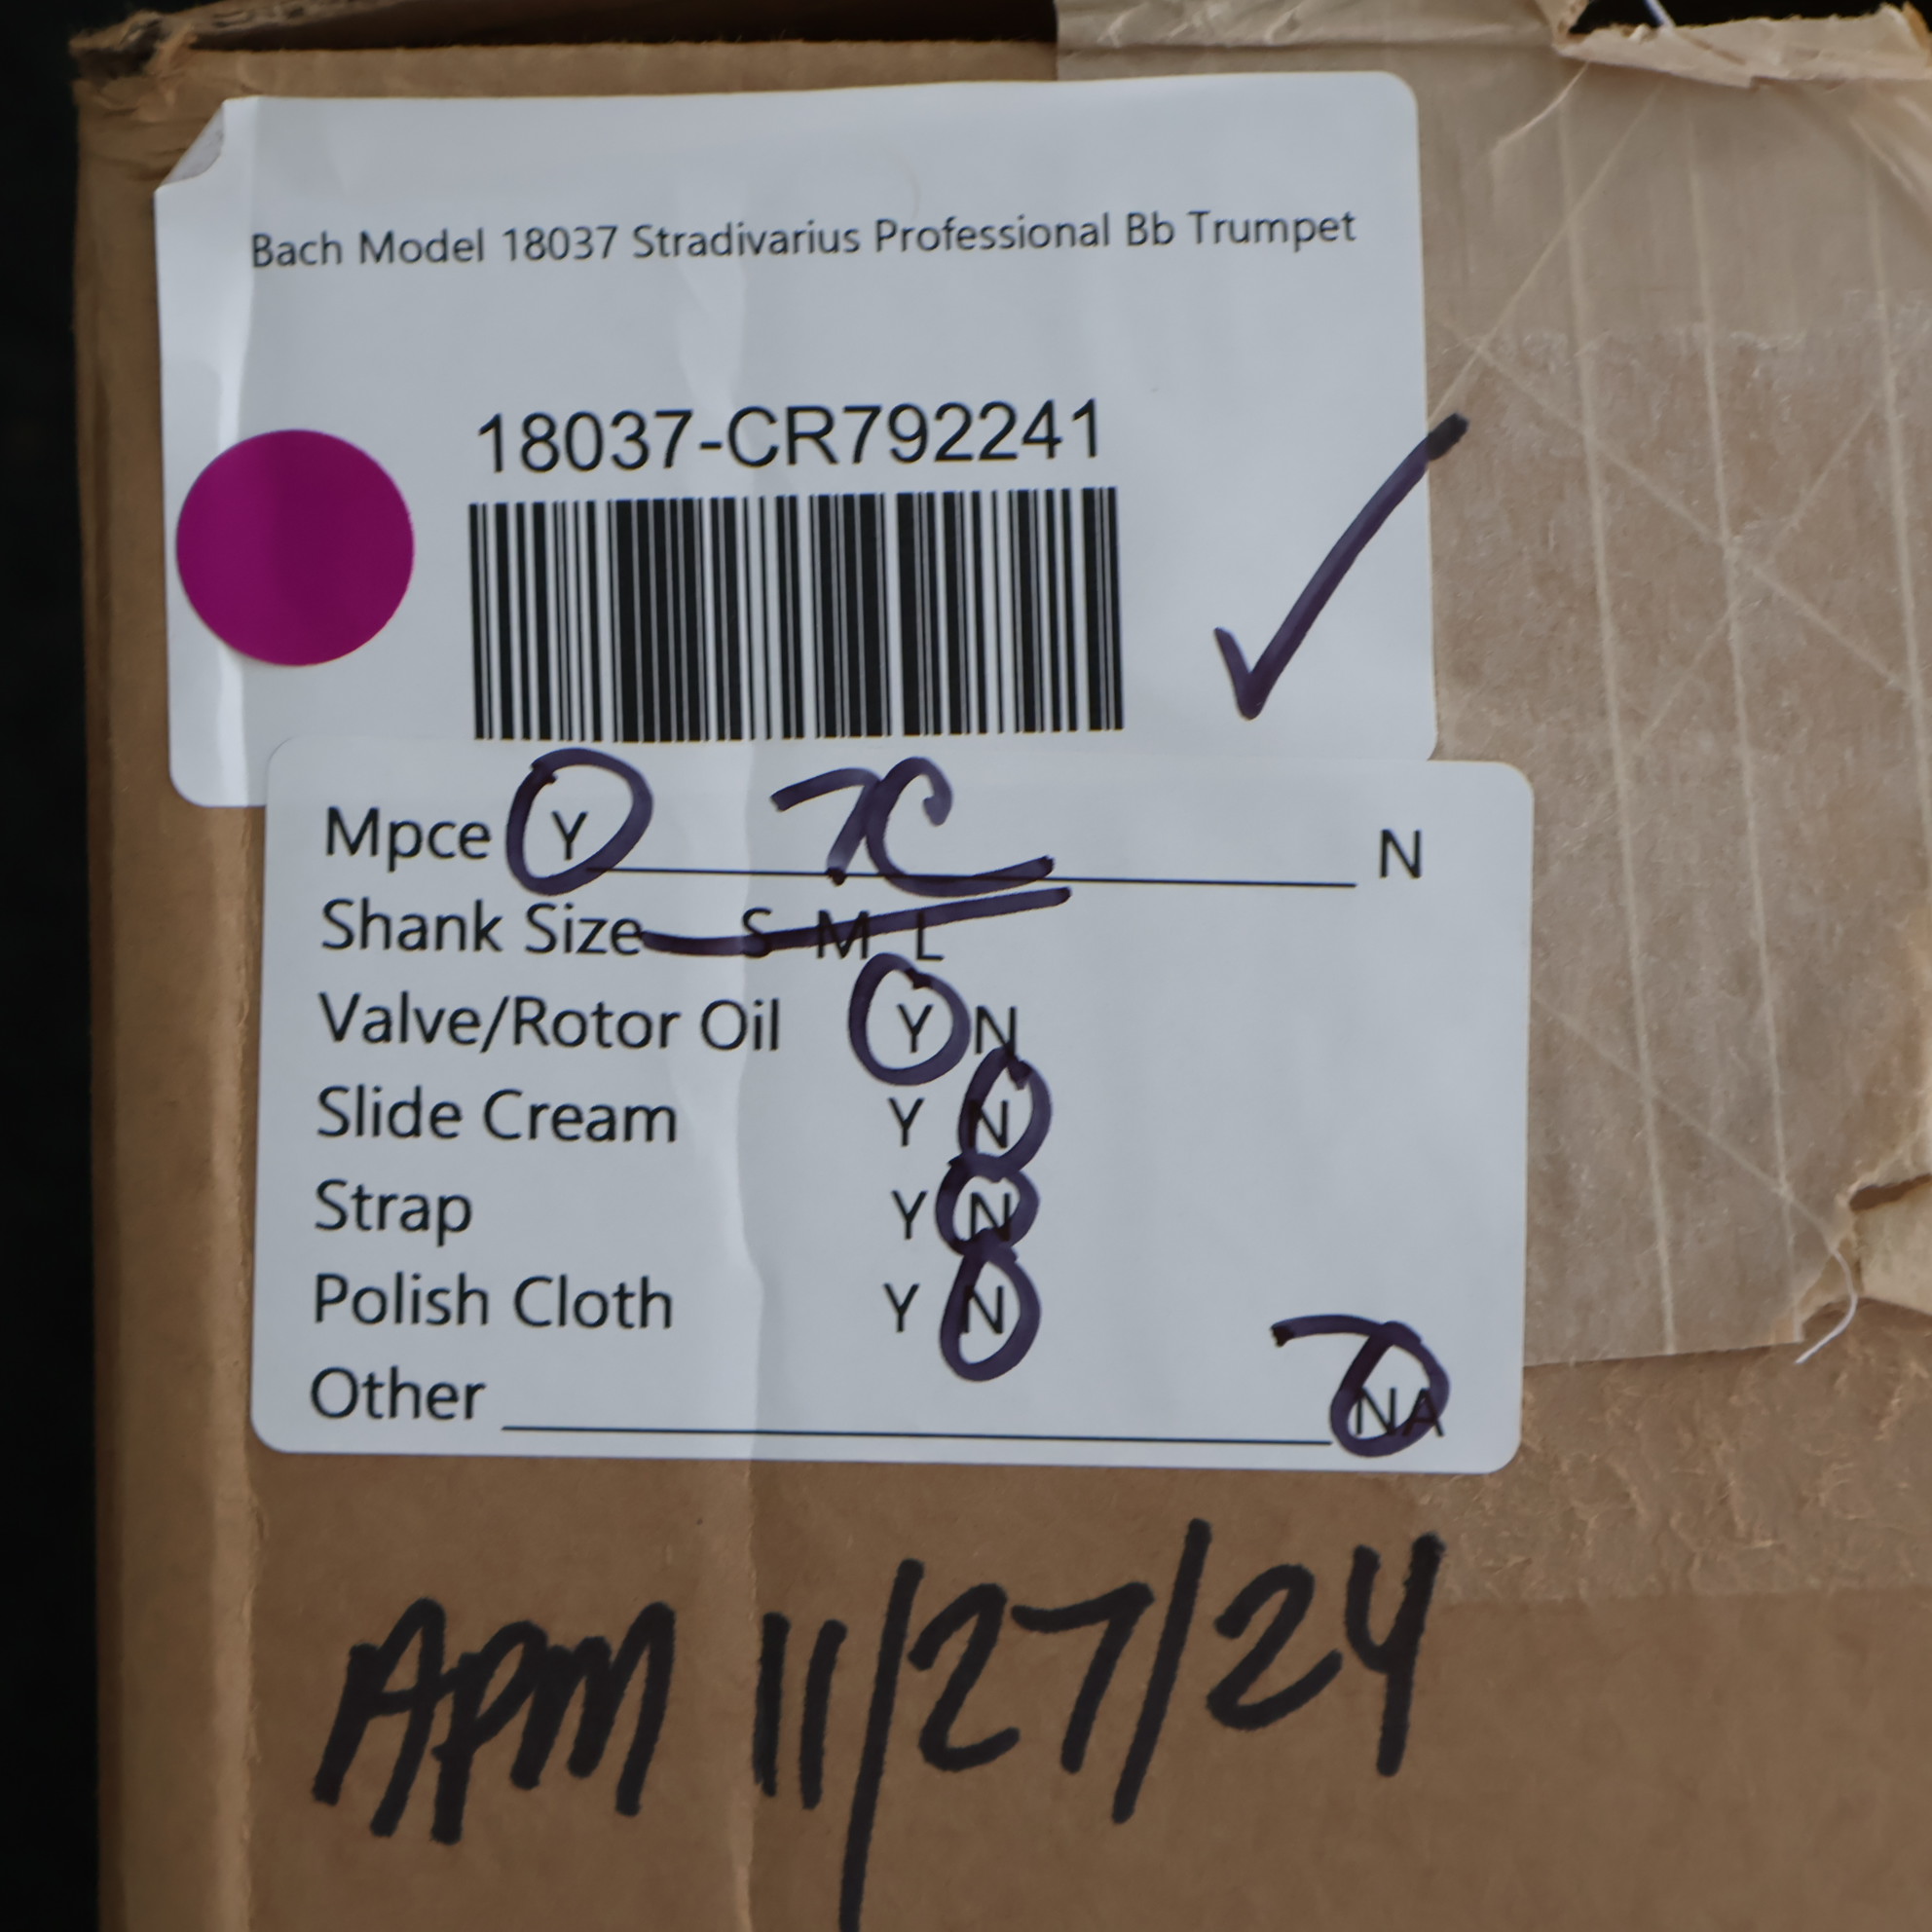 Bach Model 18037 Stradivarius Professional Bb Trumpet
18037-CR792241
Mpce Y 7C N
Shank Size S M L
Valve/Rotor Oil Y N
Slide Cream Y N
Strap Y N
Polish Cloth Y N
Other NA
APM 11/27/24